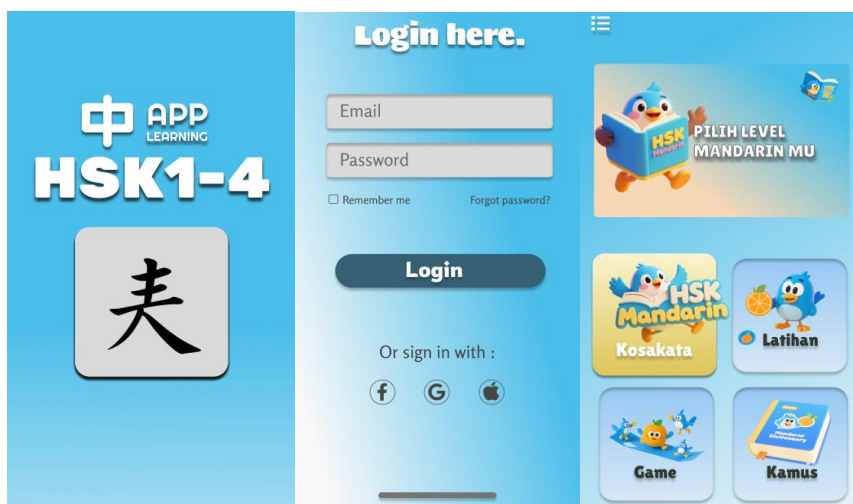 中 APP
LEARNING
HSK1-4
Login here.
Email
Password
Remember me
Forgot password?
Login
Or sign in with :
HSK
Mandarin
PILIH LEVEL
MANDARIN MU
HSK
Mandarin
Kosakata
Latihan
Game
Kamus